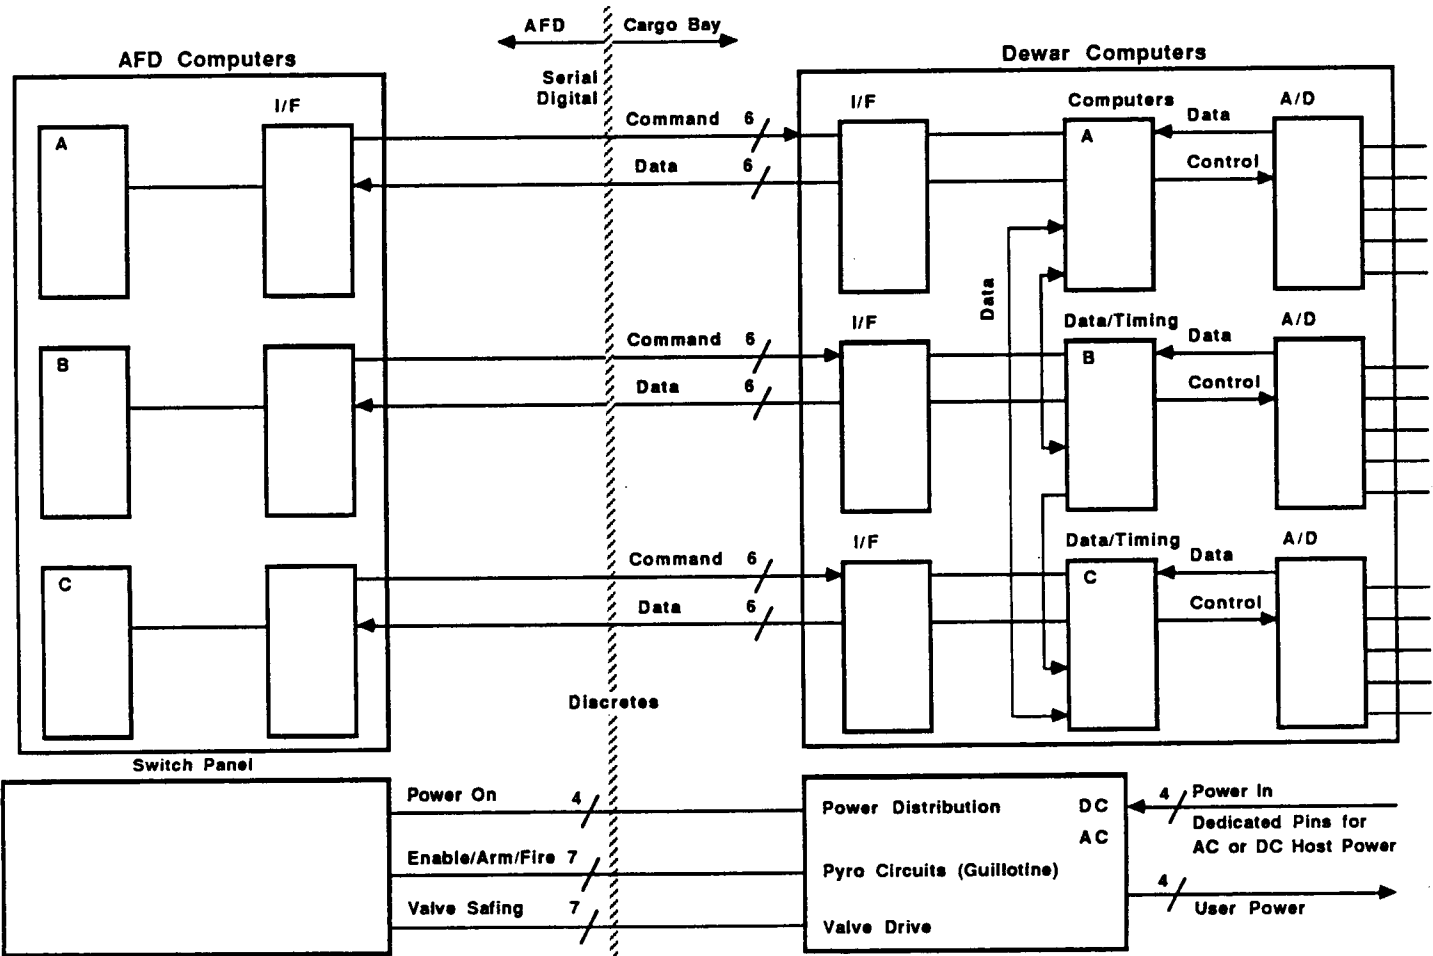 AFD Cargo Bay
AFD Computers
Dewar Computers
Serial
Digital
I/F
I/F
Computers
A/D
A
Command 6
A
Data
Data 6
Control
Data
I/F
Data/Timing
A/D
B
Command 6
B
Data
Data 6
Control
I/F
Data/Timing
A/D
C
Command 6
C
Data
Data 6
Control
Discretes
Switch Panel
Power On 4
Power Distribution DC
AC
4 Power In
Dedicated Pins for
AC or DC Host Power
Enable/Arm/Fire 7
Pyro Circuits (Guillotine)
4
User Power
Valve Safing 7
Valve Drive